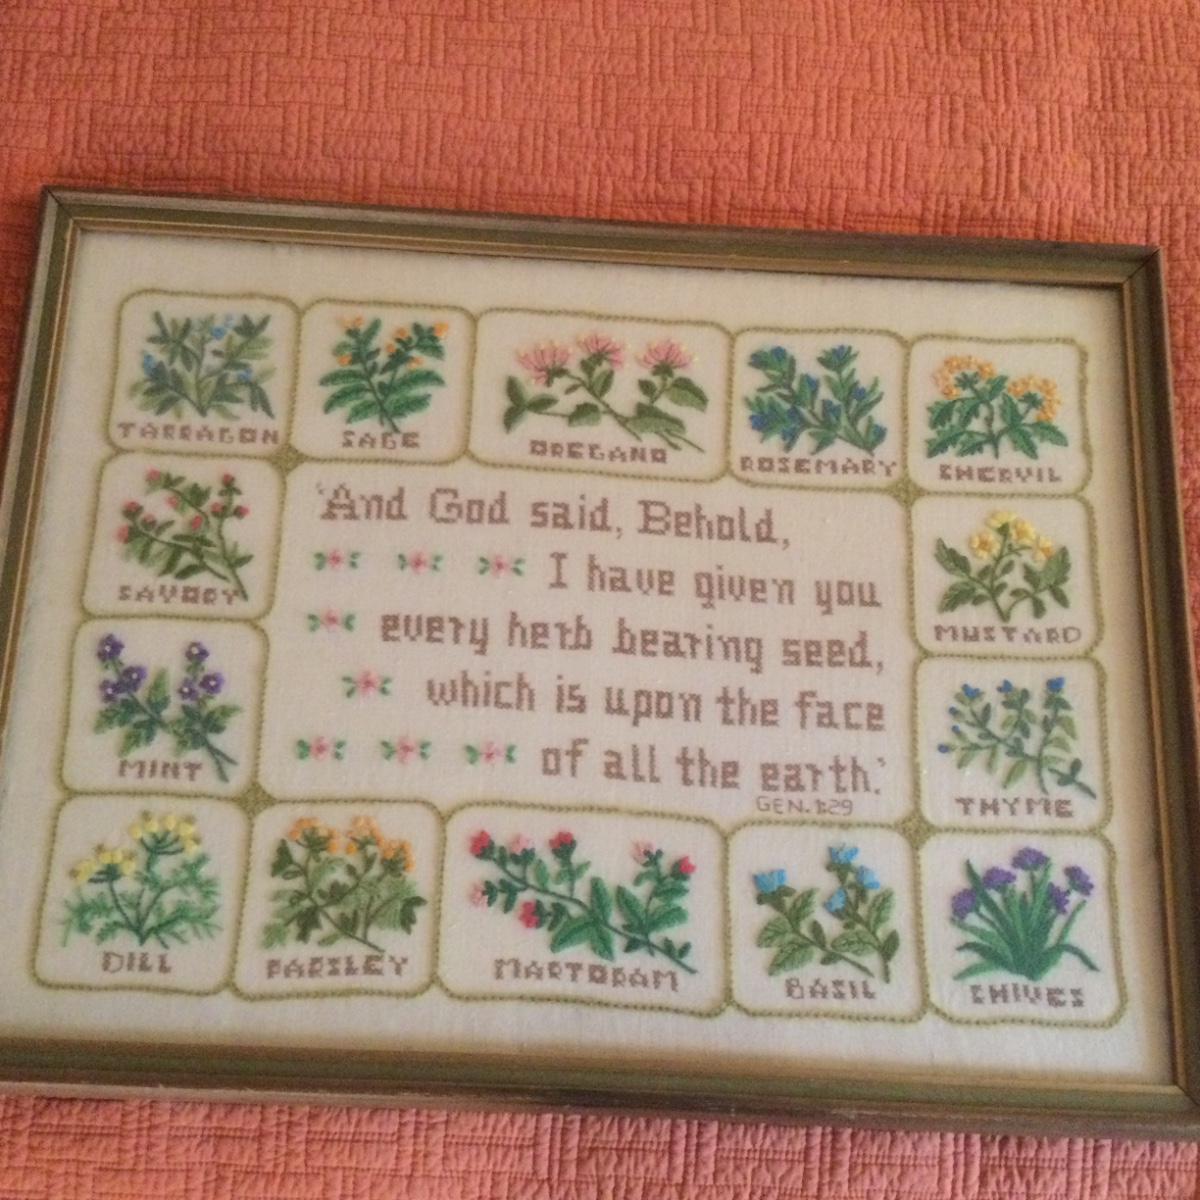 TARRAGON
SAGE
OREGANO
ROSEMARY
CHERVIL
SAVORY
'And God said, Behold,
I have given you
every herb bearing seed,
which is upon the face
of all the earth.'
GEN. 1:29
MUSTARD
MINT
THYME
DILL
PARSLEY
MARJORAM
BASIL
CHIVES